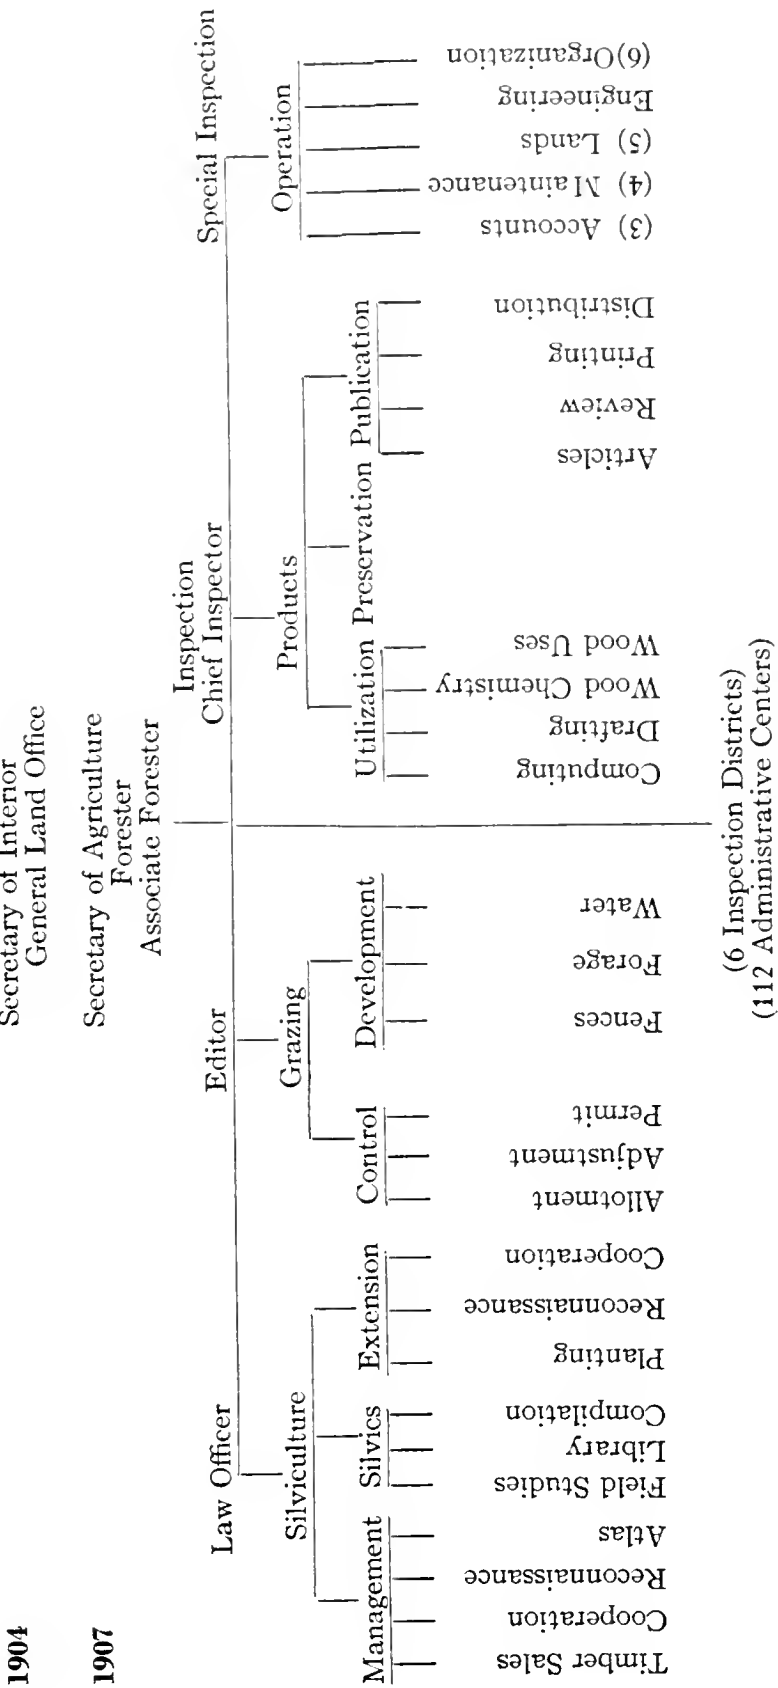 1904
Secretary of Interior
General Land Office
1907
Secretary of Agriculture
Forester
Associate Forester
Law Officer
Editor
Inspection
Chief Inspector
Special Inspection
Silviculture
Grazing
Products
Operation
Management
Silvics
Extension
Control
Development
Utilization
Preservation
Publication
Timber Sales
Cooperation
Reconnaissance
Atlas
Field Studies
Library
Compilation
Planting
Reconnaissance
Cooperation
Allotment
Adjustment
Permit
Fences
Forage
Water
Computing
Drafting
Wood Chemistry
Wood Uses
Articles
Review
Printing
Distribution
(3) Accounts
(4) Maintenance
(5) Lands
Engineering
(6)Organization
(6 Inspection Districts)
(112 Administrative Centers)